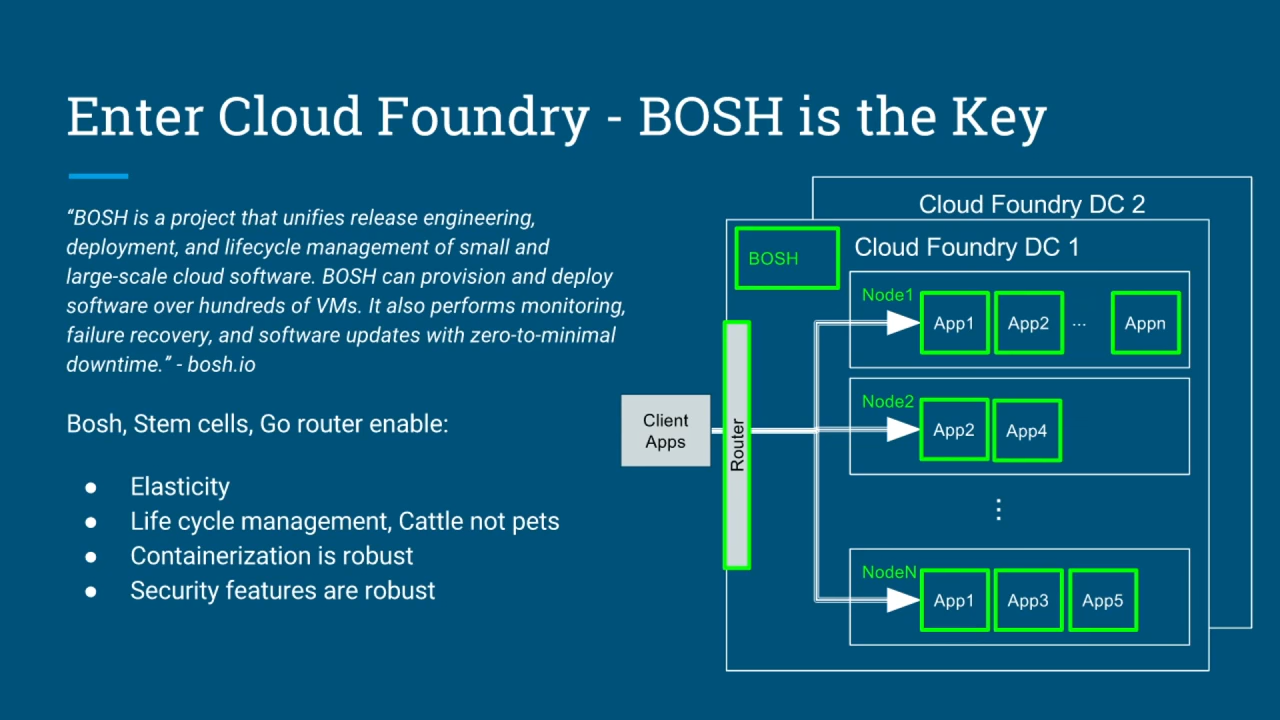 Enter Cloud Foundry - BOSH is the Key
“BOSH is a project that unifies release engineering,
deployment, and lifecycle management of small and
large-scale cloud software. BOSH can provision and deploy
software over hundreds of VMs. It also performs monitoring,
failure recovery, and software updates with zero-to-minimal
downtime.” - bosh.io
Bosh, Stem cells, Go router enable:
● Elasticity
● Life cycle management, Cattle not pets
● Containerization is robust
● Security features are robust
Cloud Foundry DC 2
Cloud Foundry DC 1
BOSH
Client
Apps
Router
Node1
App1 App2 ... Appn
Node2
App2 App4
⋮
NodeN
App1 App3 App5